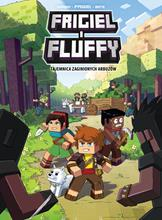 FRIGIEL
i
FLUFFY
TAJEMNICA ZAGINIONYCH ARBUZÓW